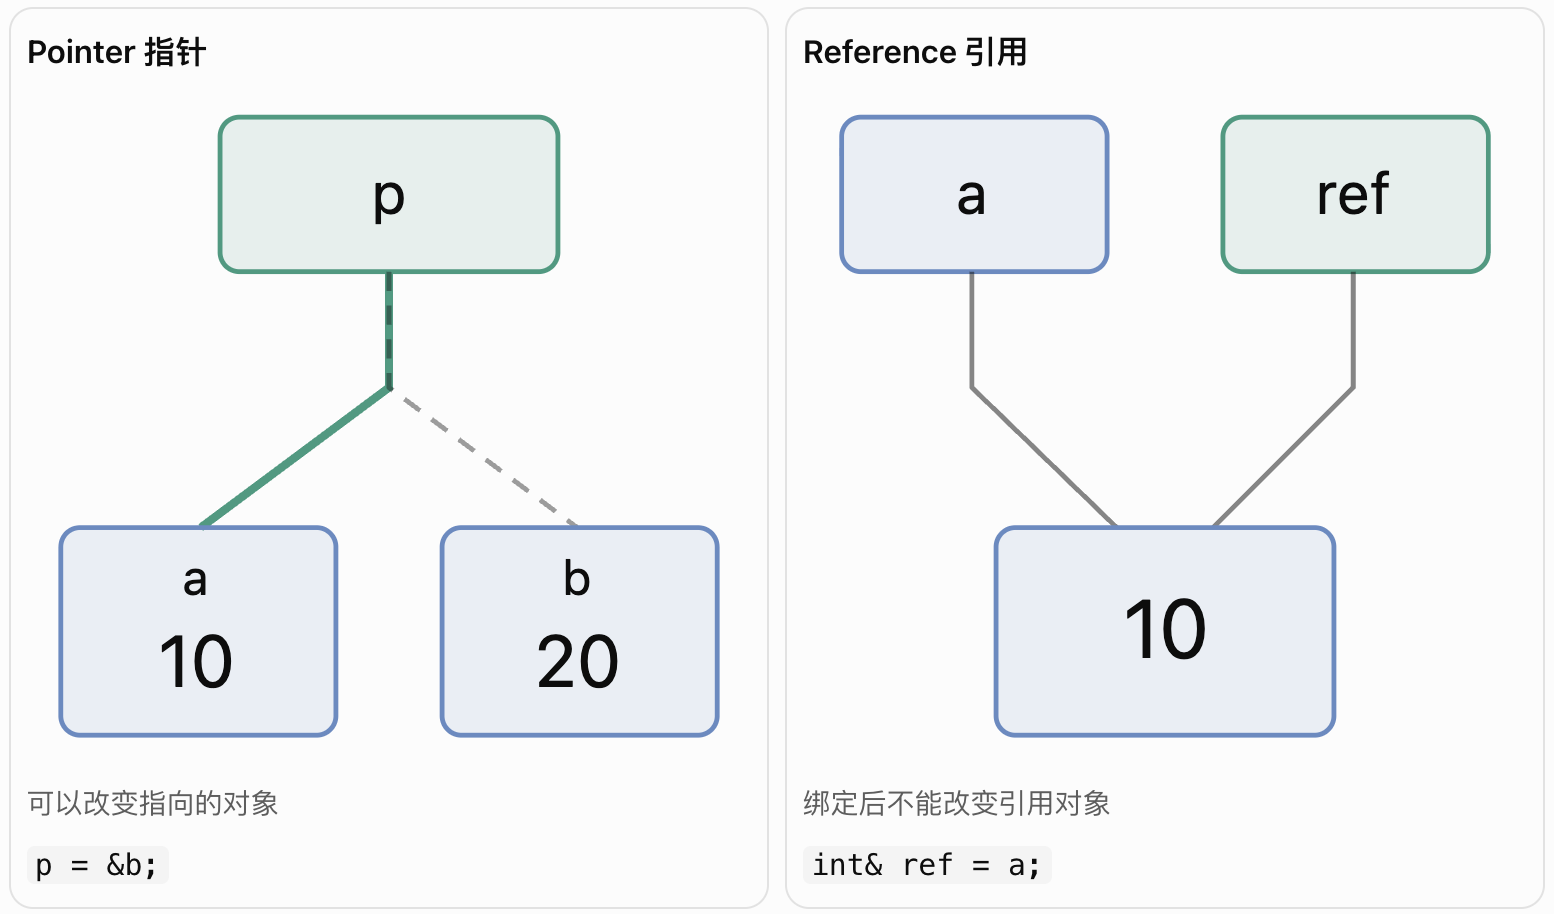 Pointer 指针
p
a
10
b
20
可以改变指向的对象
p = &b;
Reference 引用
a
ref
10
绑定后不能改变引用对象
int& ref = a;